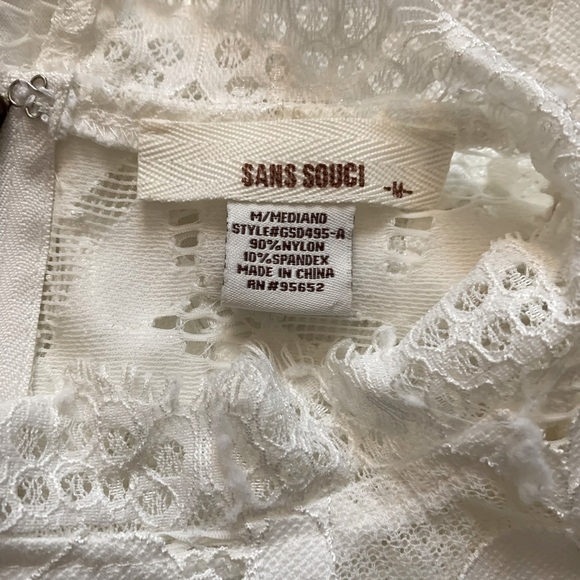 SANS SOUCI -M-
M/MEDIANO
STYLE#GSD495-A
90%NYLON
10%SPANDEX
MADE IN CHINA
RN#95652